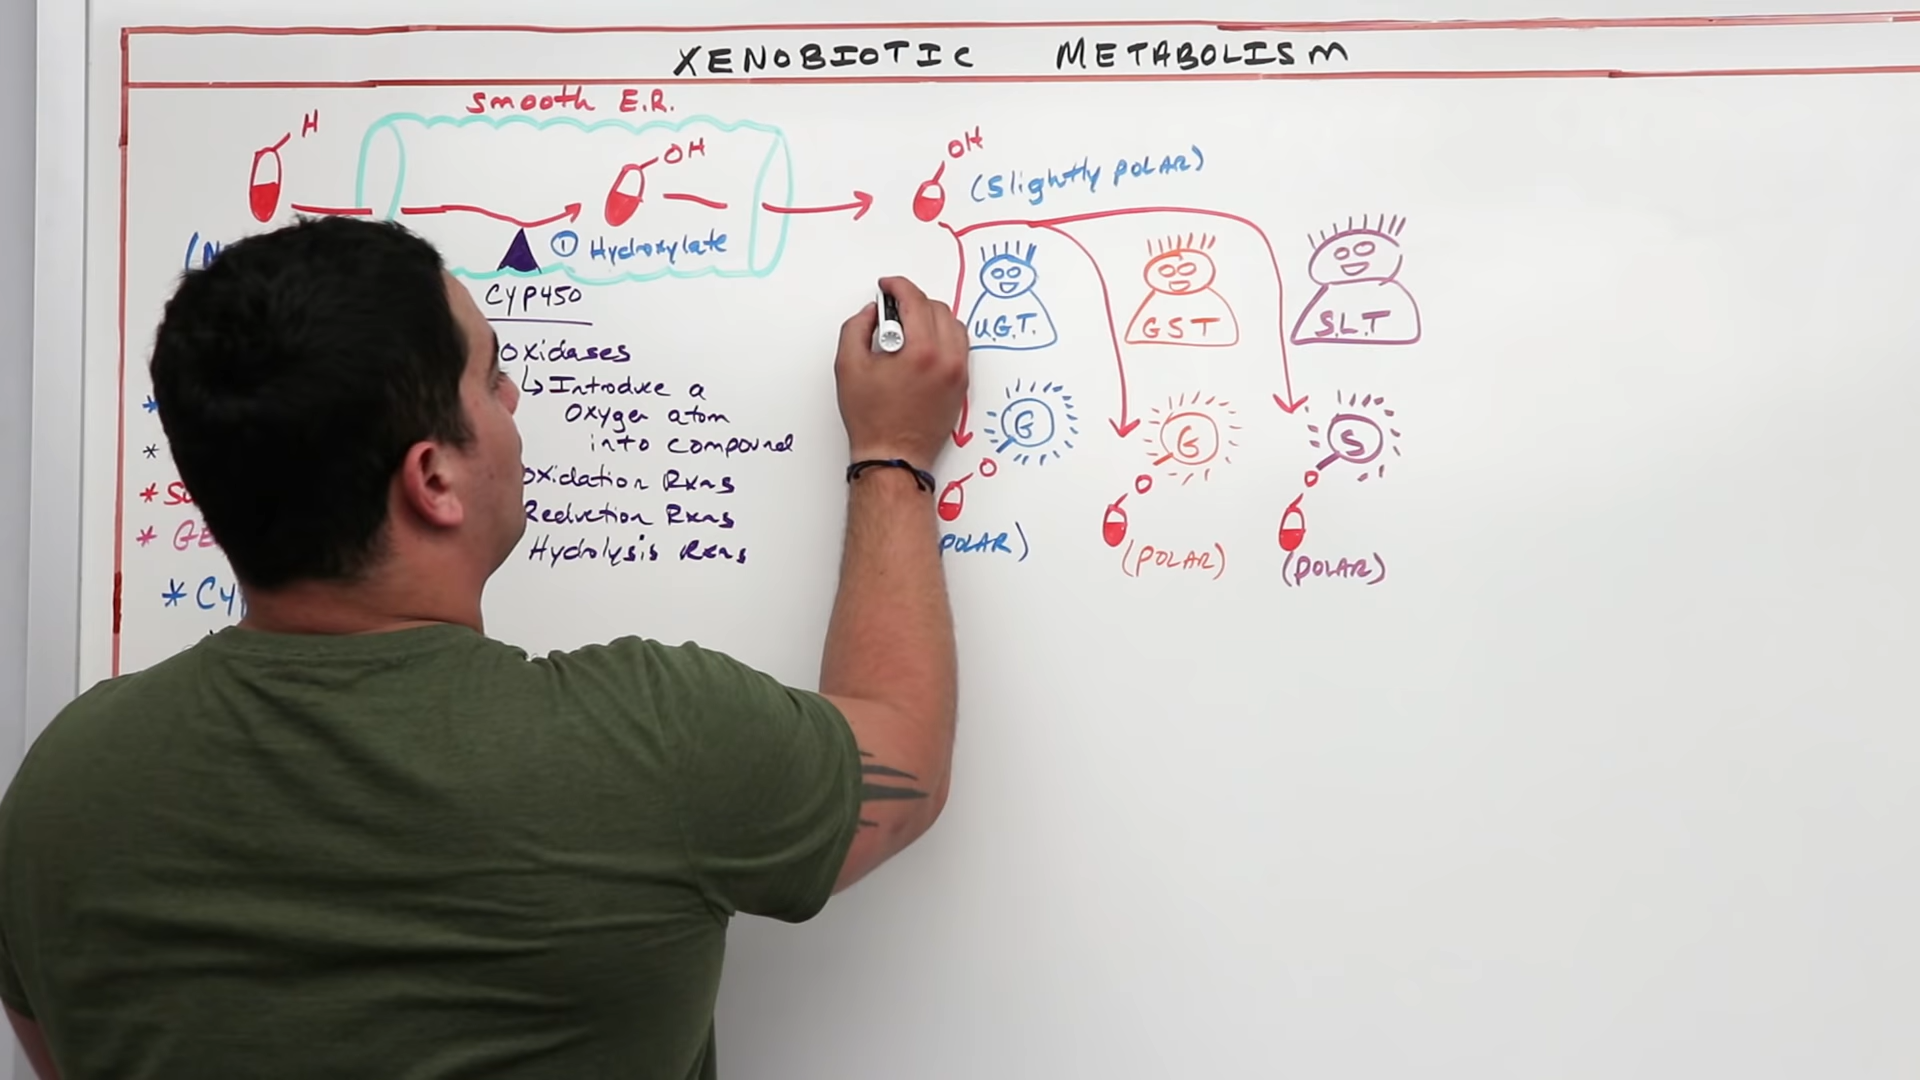 XENOBIOTIC METABOLISM
Smooth E.R.
H
OH
OH
(Slightly POLAR)
① Hydroxylate
CYP450
Oxidases
↳ Introduce a
Oxygen atom
into compound
Oxidation Rxns
Reduction Rxns
Hydrolysis Rxns
U.G.T.
GST
S.L.T
G
G
S
O
O
O
POLAR)
(POLAR)
(POLAR)
*
*
*
*
*